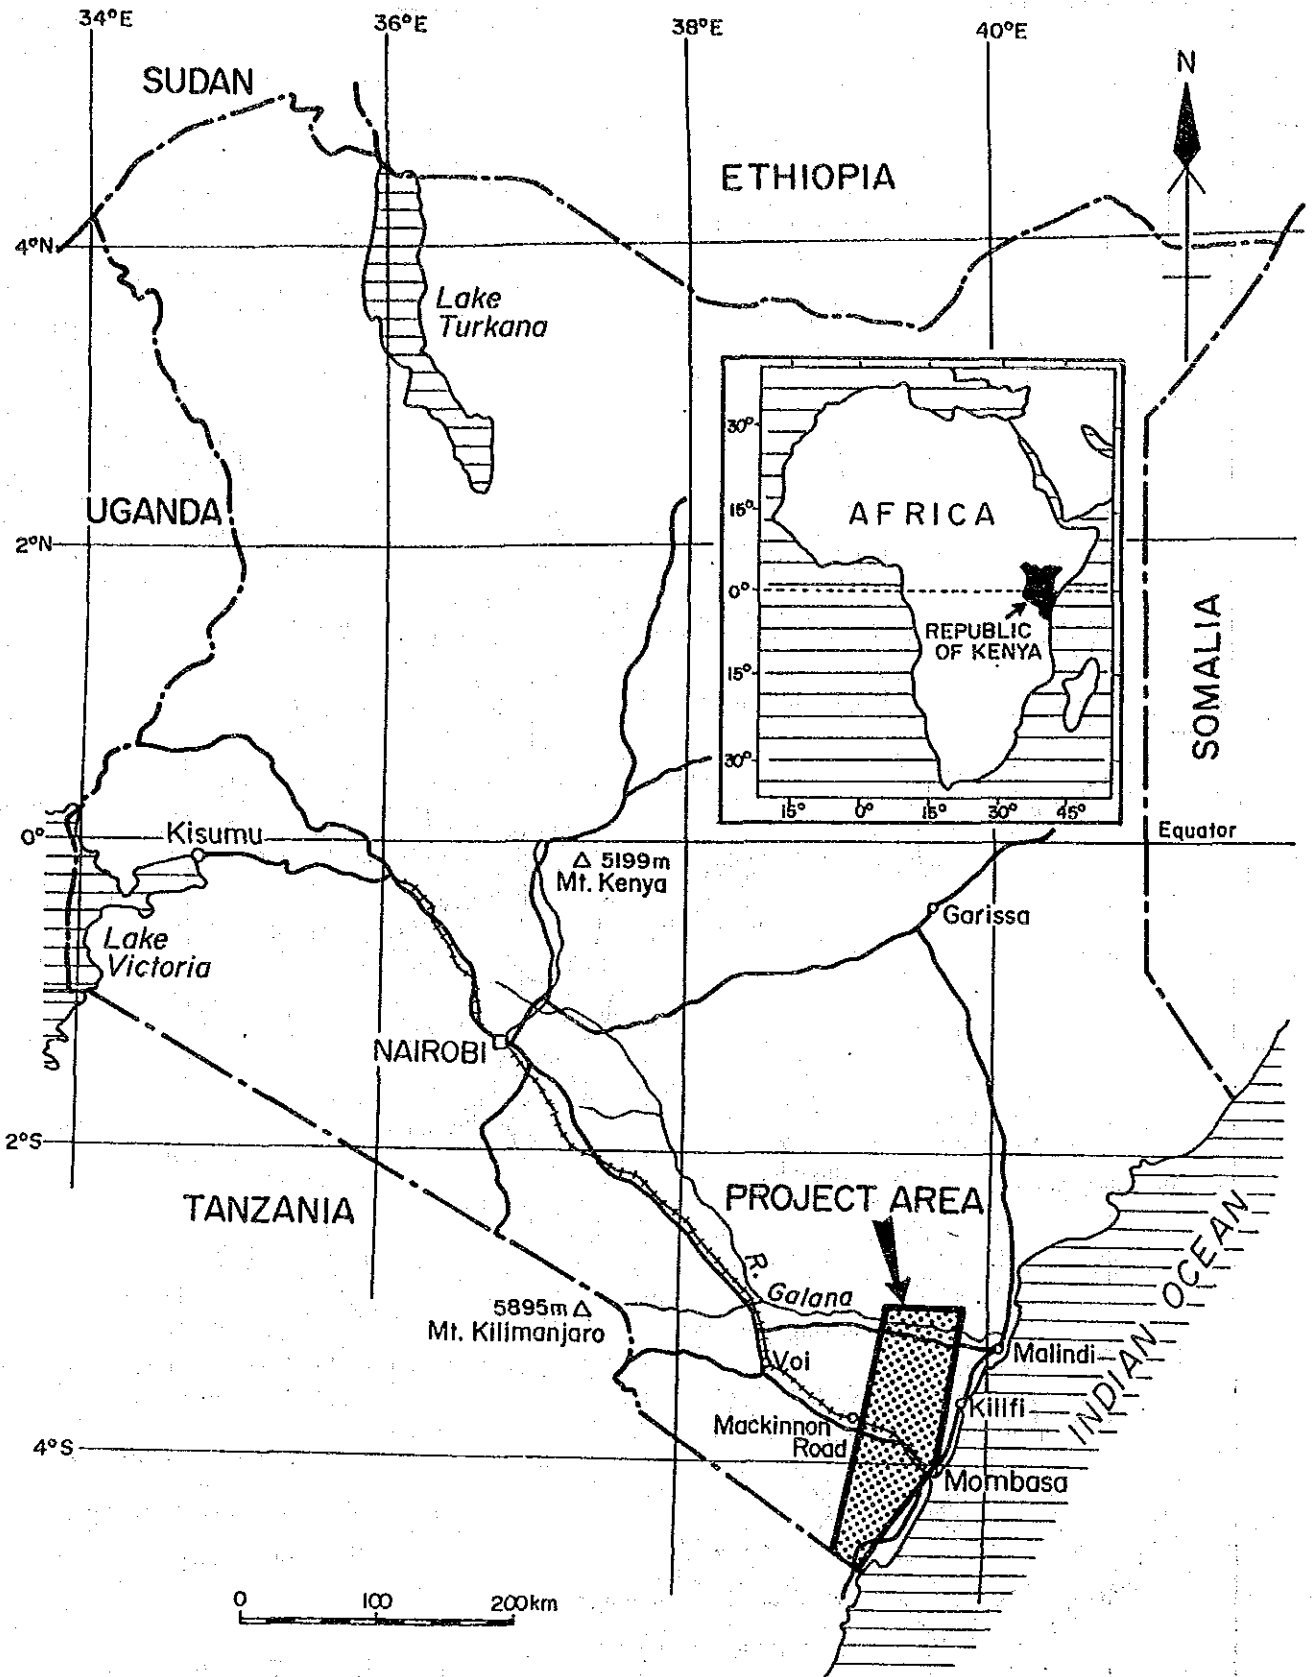 34°E
36°E
38°E
40°E
SUDAN
N
ETHIOPIA
4°N
Lake
Turkana
30°
UGANDA
15°
AFRICA
2°N
0°
REPUBLIC
OF KENYA
15°
SOMALIA
30°
15°
0°
15°
30°
45°
0°
Kisumu
Equator
△ 5199m
Mt. Kenya
Garissa
Lake
Victoria
NAIROBI
2°S
TANZANIA
PROJECT AREA
R.
Galana
INDIAN OCEAN
5895m △
Mt. Kilimanjaro
Voi
Malindi
Kilifi
Mackinnon
Road
4°S
Mombasa
0
100
200km